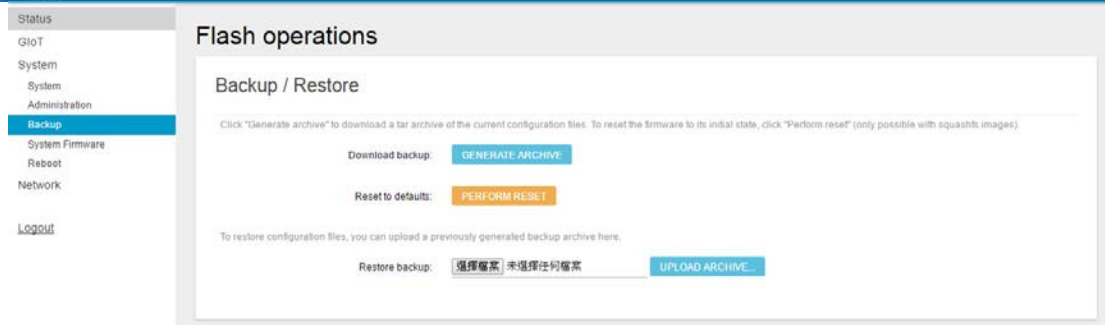 Status
GIoT
System
System
Administration
Backup
System Firmware
Reboot
Network
Logout
Flash operations
Backup / Restore
Click "Generate archive" to download a tar archive of the current configuration files. To reset the firmware to its initial state, click "Perform reset" (only possible with squashfs images).
Download backup: GENERATE ARCHIVE
Reset to defaults: PERFORM RESET
To restore configuration files, you can upload a previously generated backup archive here.
Restore backup: 選擇檔案 未選擇任何檔案 UPLOAD ARCHIVE...